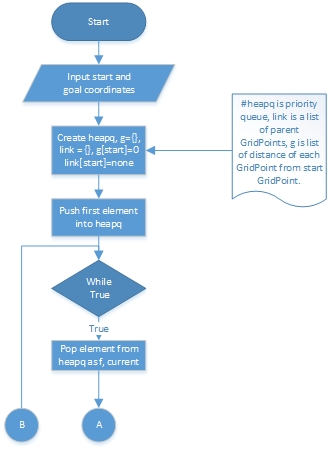 Start
Input start and
goal coordinates
Create heapq, g={},
link = {}, g[start]=0
link[start]=none
#heapq is priority
queue, link is a list
of parent
GridPoints, g is list
of distance of each
GridPoint from start
GridPoint.
Push first element
into heapq
While
True
True
Pop element from
heapq as f, current
B
A